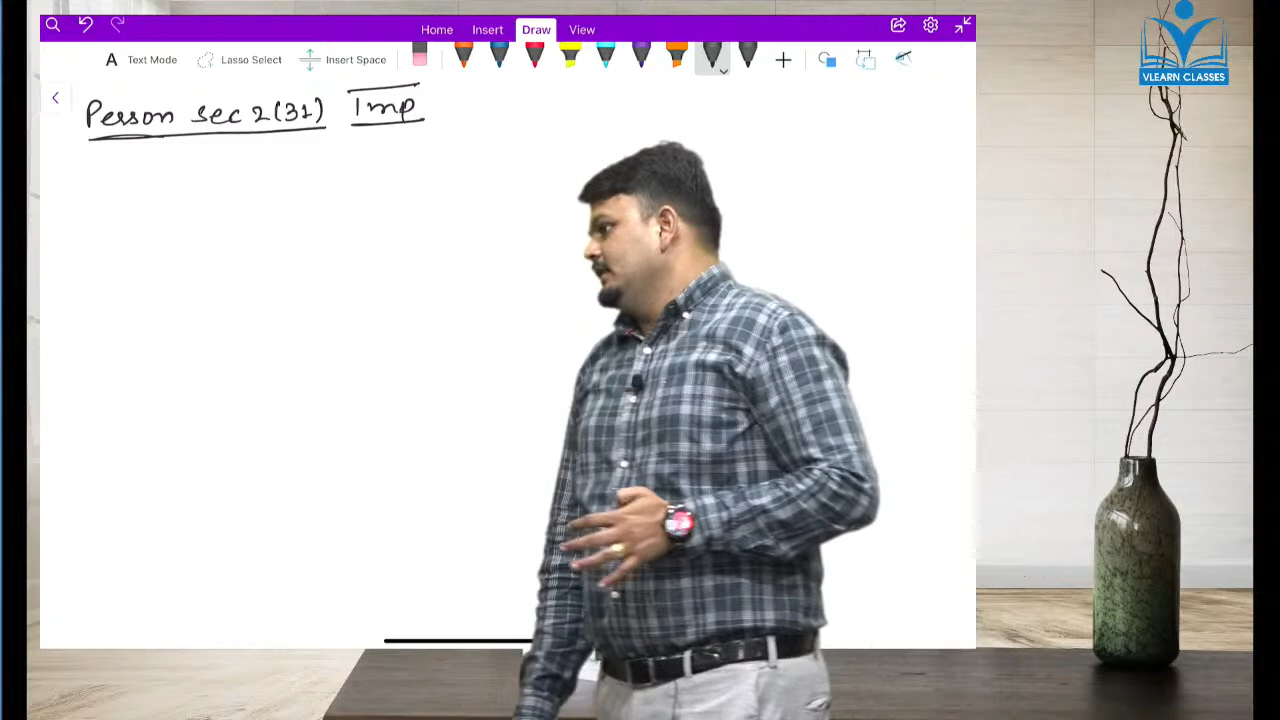 Home Insert Draw View
A Text Mode Lasso Select Insert Space
Person sec 2(31) Imp
VLEARN CLASSES